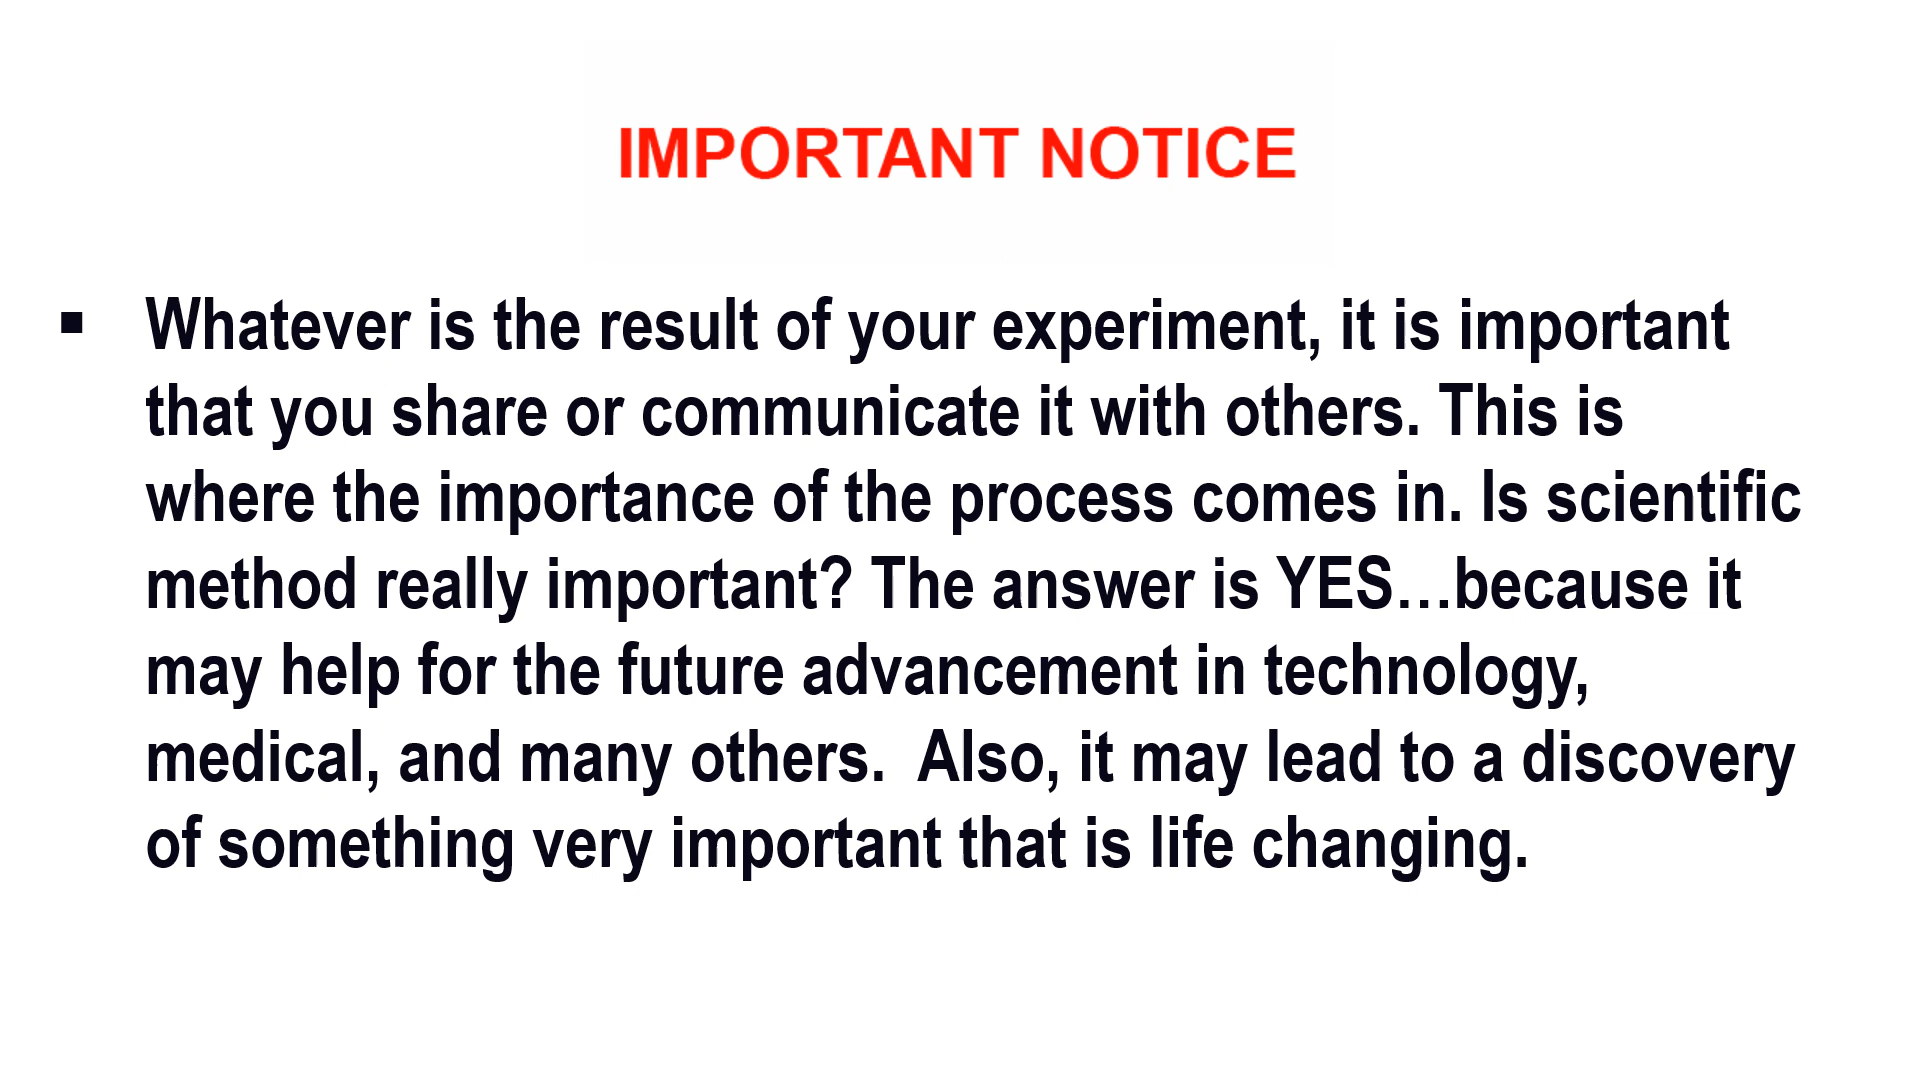 IMPORTANT NOTICE
▪ Whatever is the result of your experiment, it is important
that you share or communicate it with others. This is
where the importance of the process comes in. Is scientific
method really important? The answer is YES…because it
may help for the future advancement in technology,
medical, and many others.  Also, it may lead to a discovery
of something very important that is life changing.